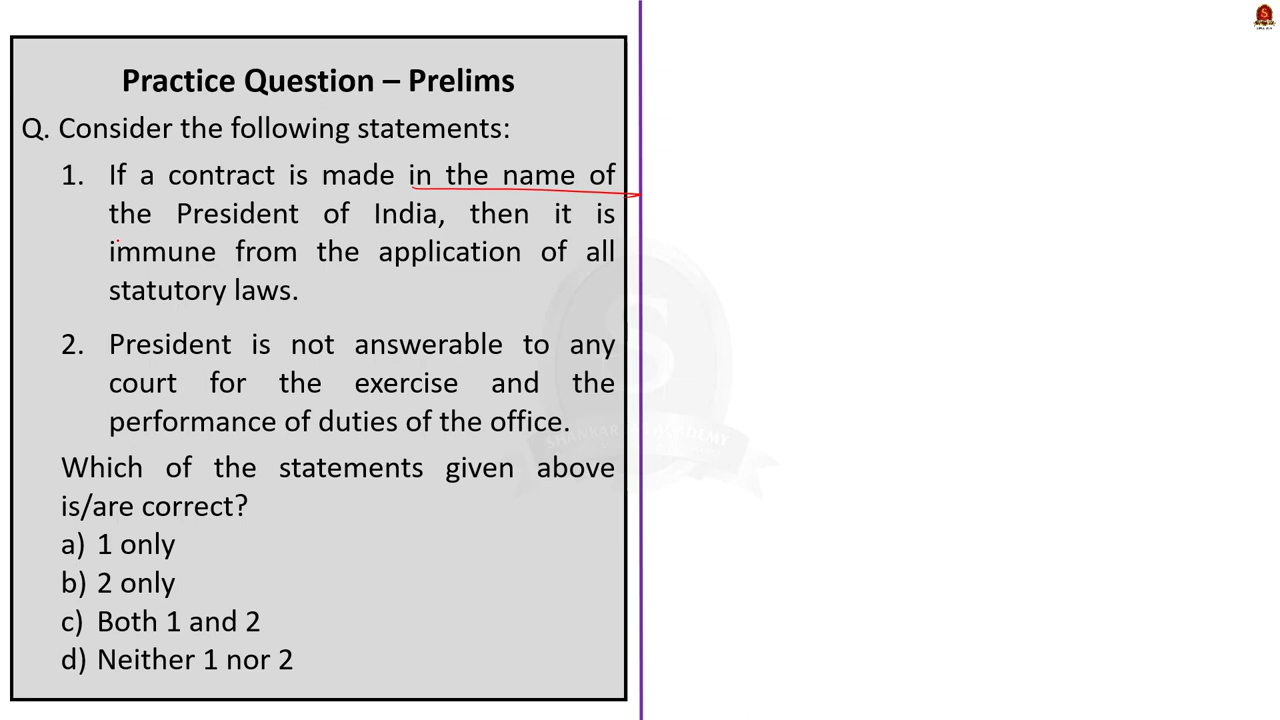 Practice Question – Prelims
Q. Consider the following statements:
1. If a contract is made in the name of
the President of India, then it is
immune from the application of all
statutory laws.
2. President is not answerable to any
court for the exercise and the
performance of duties of the office.
Which of the statements given above
is/are correct?
a) 1 only
b) 2 only
c) Both 1 and 2
d) Neither 1 nor 2